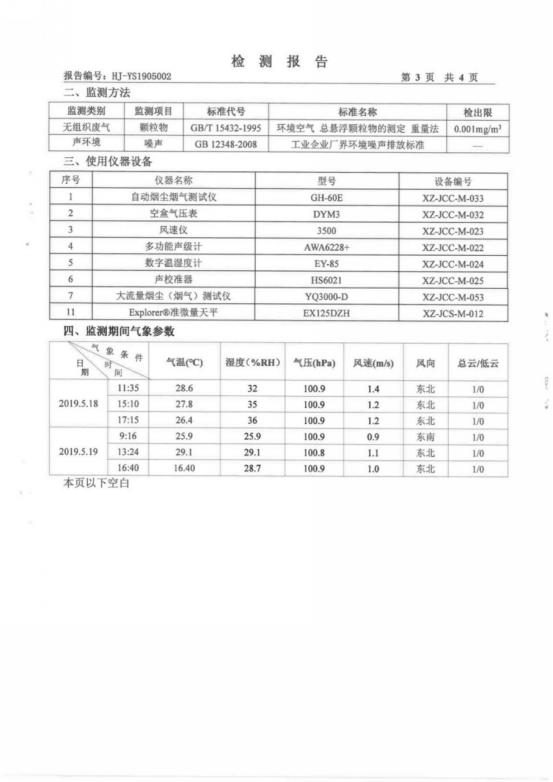 检 测 报 告
报告编号：HJ-YS1905002 第 3 页 共 4 页
二、监测方法
监测类别 监测项目 标准代号 标准名称 检出限
无组织废气 颗粒物 GB/T 15432-1995 环境空气 总悬浮颗粒物的测定 重量法 0.001mg/m³
声环境 噪声 GB 12348-2008 工业企业厂界环境噪声排放标准 —
三、使用仪器设备
序号 仪器名称 型号 设备编号
1 自动烟尘烟气测试仪 GH-60E XZ-JCC-M-033
2 空盒气压表 DYM3 XZ-JCC-M-032
3 风速仪 3500 XZ-JCC-M-023
4 多功能声级计 AWA6228+ XZ-JCC-M-022
5 数字温湿度计 EY-85 XZ-JCC-M-024
6 声校准器 HS6021 XZ-JCC-M-025
7 大流量烟尘（烟气）测试仪 YQ3000-D XZ-JCC-M-053
11 Explorer®准微量天平 EX125DZH XZ-JCS-M-012
四、监测期间气象参数
日期 时间 气象条件 气温(℃) 湿度(%RH) 气压(hPa) 风速(m/s) 风向 总云/低云
2019.5.18 11:35 28.6 32 100.9 1.4 东北 1/0
15:10 27.8 35 100.9 1.2 东北 1/0
17:15 26.4 36 100.9 1.2 东北 1/0
2019.5.19 9:16 25.9 25.9 100.9 0.9 东南 1/0
13:24 29.1 29.1 100.8 1.1 东北 1/0
16:40 16.40 28.7 100.9 1.0 东北 1/0
本页以下空白